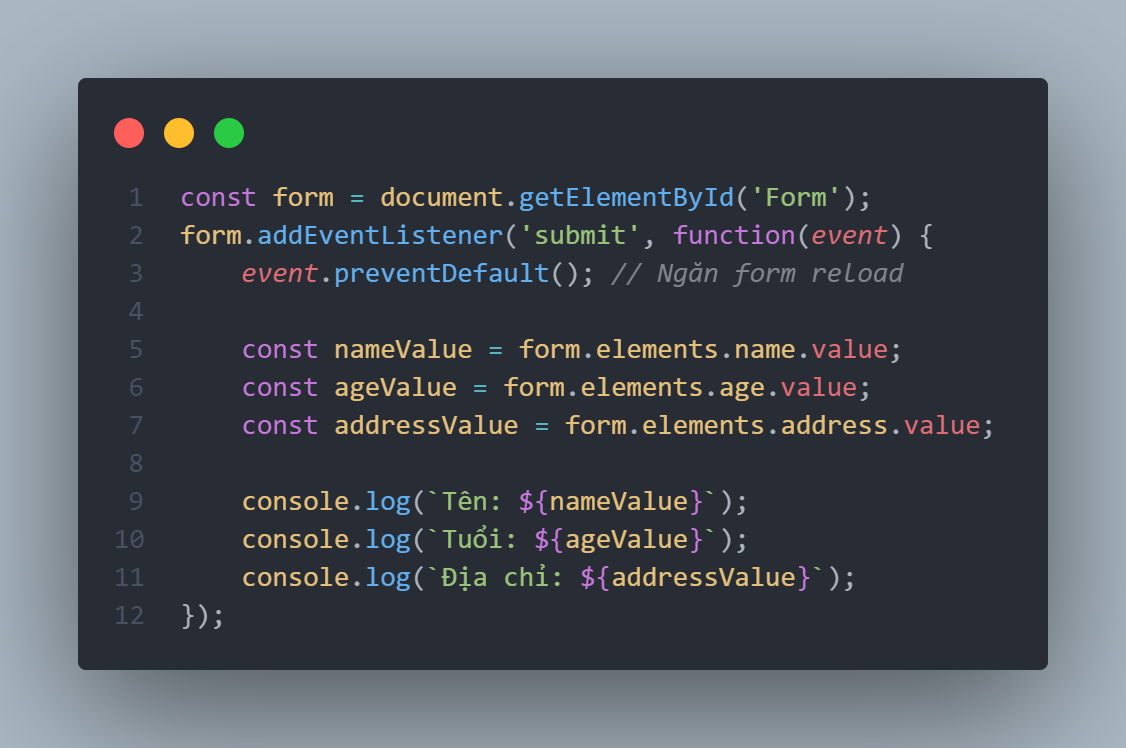 1 const form = document.getElementById('Form');
2 form.addEventListener('submit', function(event) {
3     event.preventDefault(); // Ngăn form reload
4
5     const nameValue = form.elements.name.value;
6     const ageValue = form.elements.age.value;
7     const addressValue = form.elements.address.value;
8
9     console.log(`Tên: ${nameValue}`);
10     console.log(`Tuổi: ${ageValue}`);
11     console.log(`Địa chỉ: ${addressValue}`);
12 });